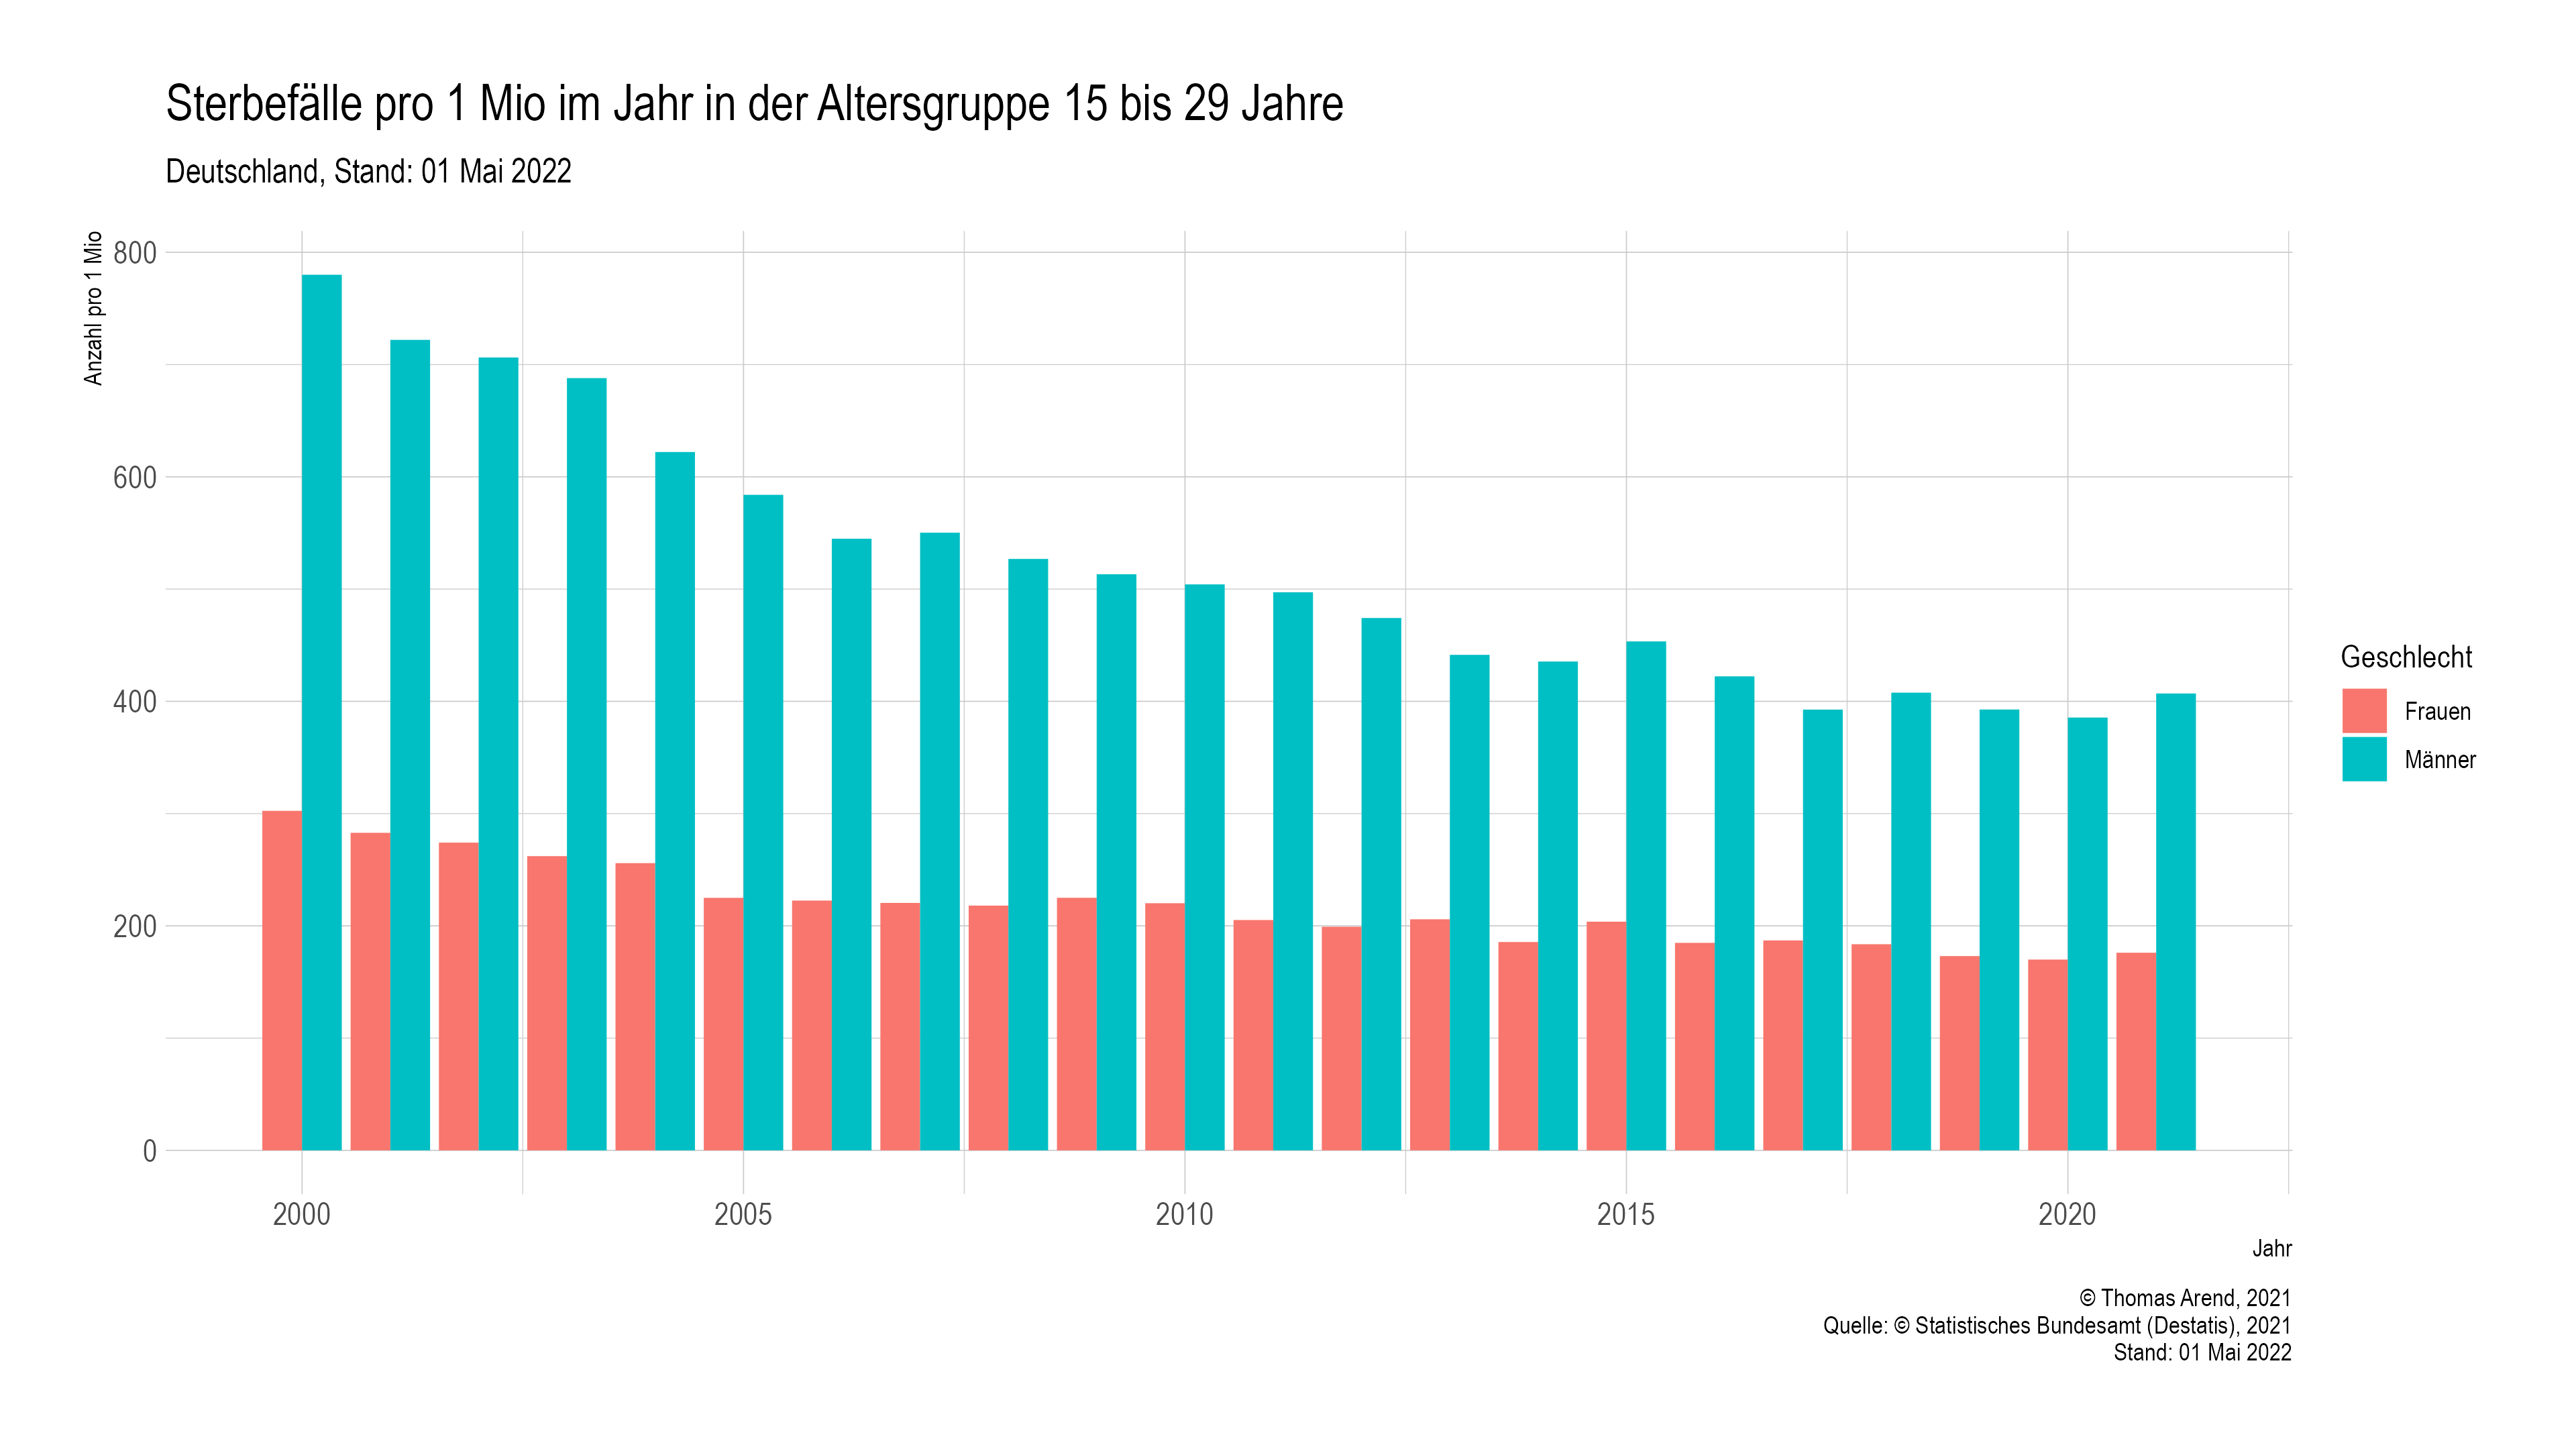 Sterbefälle pro 1 Mio im Jahr in der Altersgruppe 15 bis 29 Jahre
Deutschland, Stand: 01 Mai 2022
Anzahl pro 1 Mio
800
600
400
200
0
2000
2005
2010
2015
2020
Jahr
Geschlecht
Frauen
Männer
© Thomas Arend, 2021
Quelle: © Statistisches Bundesamt (Destatis), 2021
Stand: 01 Mai 2022